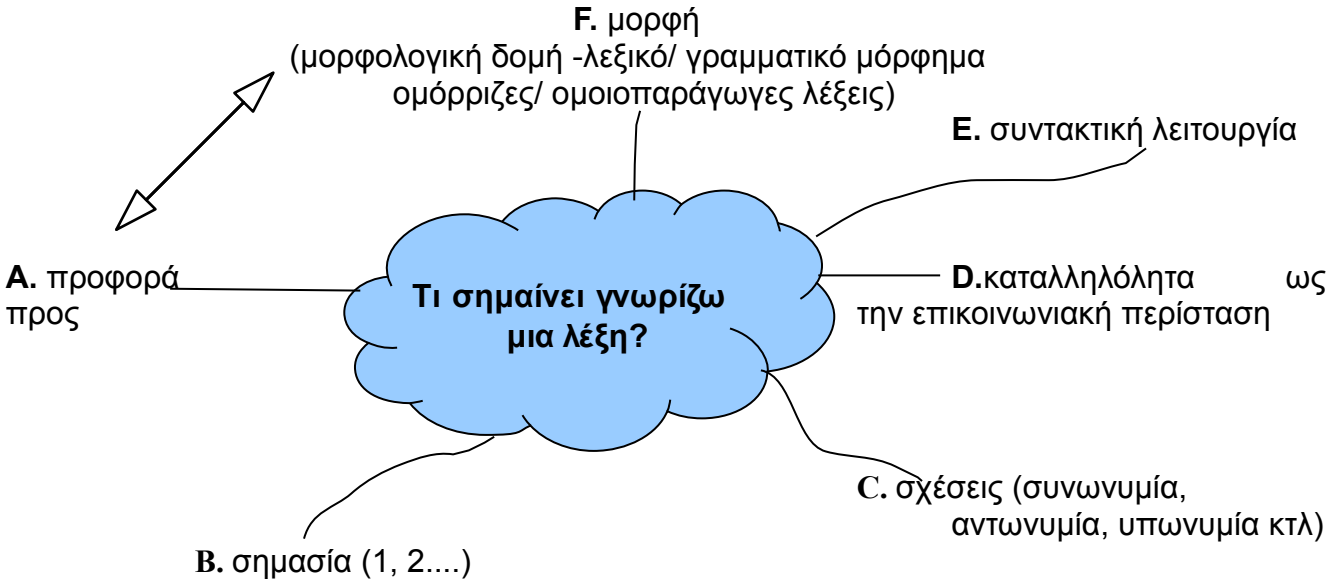 F. μορφή
(μορφολογική δομή -λεξικό/ γραμματικό μόρφημα
ομόρριζες/ ομοιοπαράγωγες λέξεις)
E. συντακτική λειτουργία
A. προφορά
προς
Τι σημαίνει γνωρίζω
μια λέξη?
D.καταλληλόλητα ως
την επικοινωνιακή περίσταση
C. σχέσεις (συνωνυμία,
αντωνυμία, υπωνυμία κτλ)
B. σημασία (1, 2....)